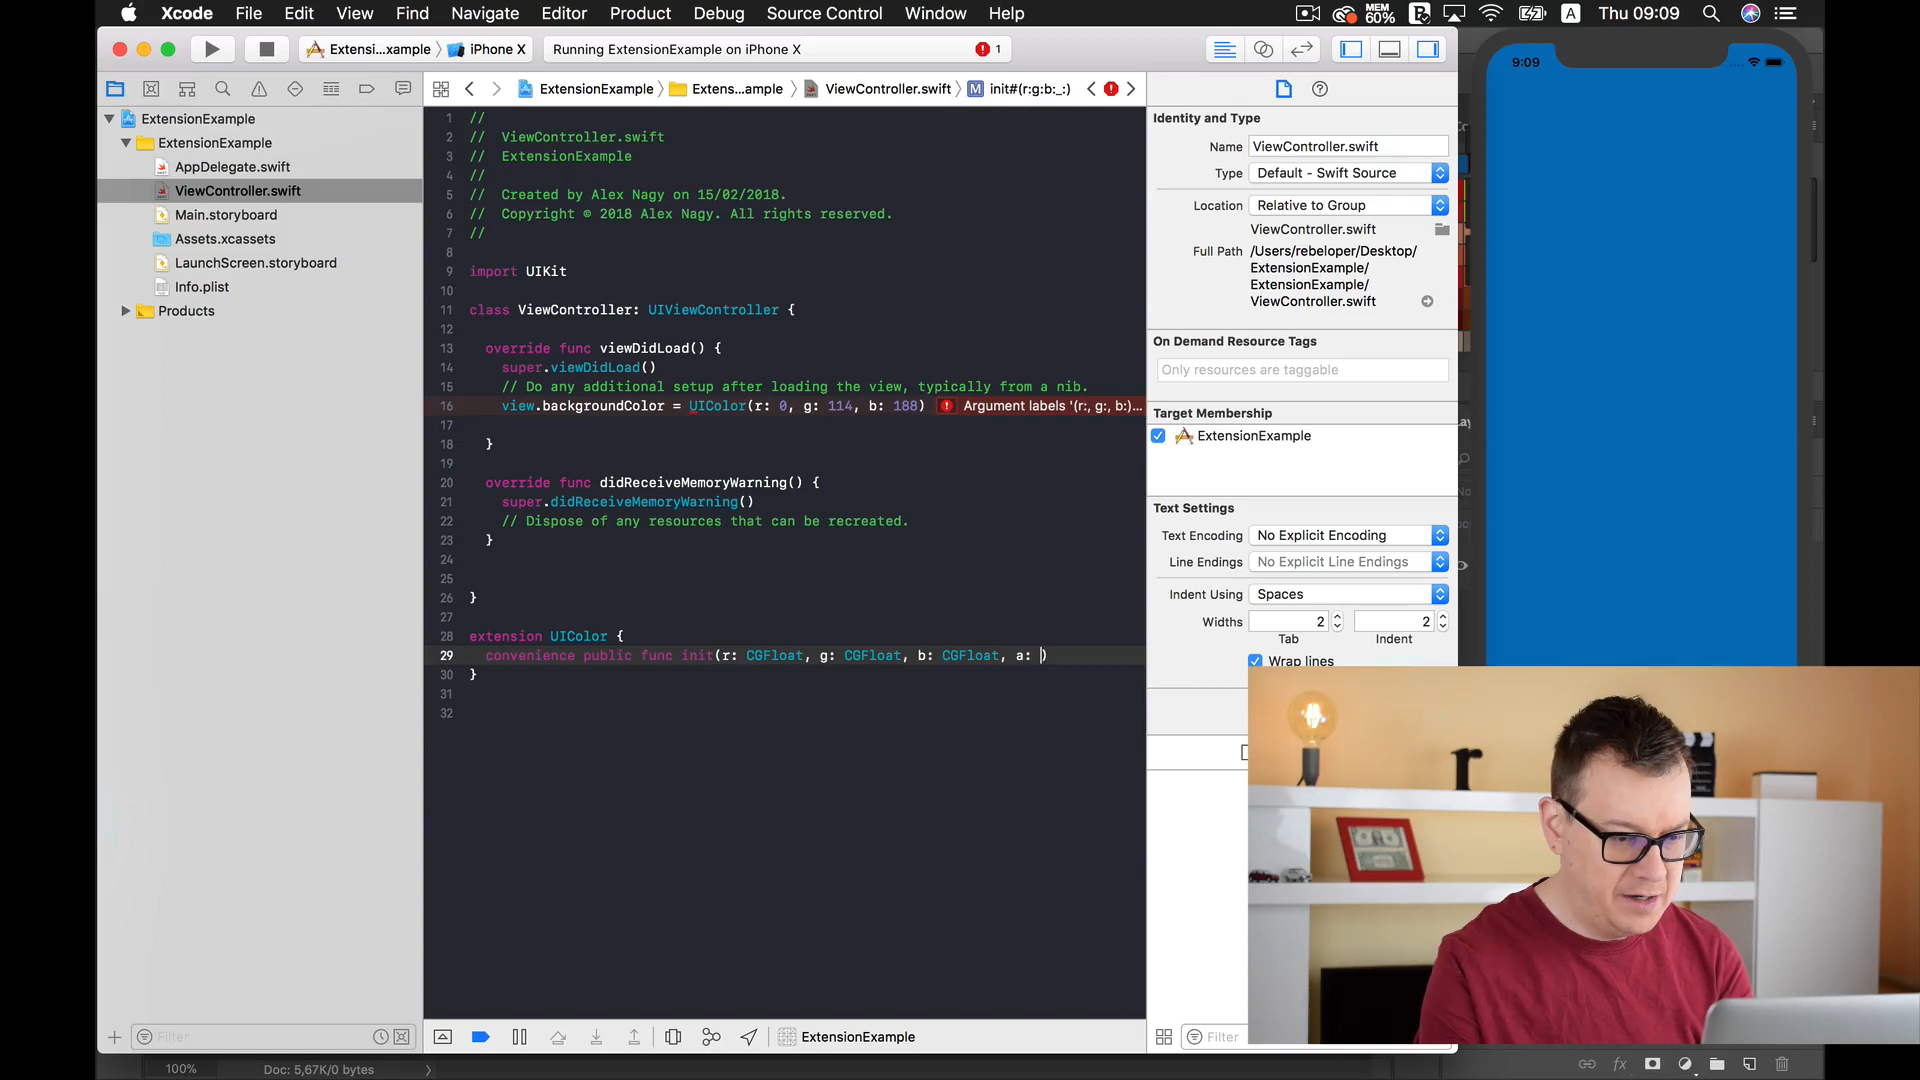 Xcode File Edit View Find Navigate Editor Product Debug Source Control Window Help
MEM 60% A Thu 09:09
Extensi...xample iPhone X
Running ExtensionExample on iPhone X 1
9:09
ExtensionExample Extens...ample ViewController.swift M init#(r:g:b:_:)
ExtensionExample
ExtensionExample
AppDelegate.swift
ViewController.swift
Main.storyboard
Assets.xcassets
LaunchScreen.storyboard
Info.plist
Products
1 //
2 // ViewController.swift
3 // ExtensionExample
4 //
5 // Created by Alex Nagy on 15/02/2018.
6 // Copyright © 2018 Alex Nagy. All rights reserved.
7 //
8
9 import UIKit
10
11 class ViewController: UIViewController {
12
13 override func viewDidLoad() {
14 super.viewDidLoad()
15 // Do any additional setup after loading the view, typically from a nib.
16 view.backgroundColor = UIColor(r: 0, g: 114, b: 188) Argument labels '(r:, g:, b:)...
17
18 }
19
20 override func didReceiveMemoryWarning() {
21 super.didReceiveMemoryWarning()
22 // Dispose of any resources that can be recreated.
23 }
24
25
26 }
27
28 extension UIColor {
29 convenience public func init(r: CGFloat, g: CGFloat, b: CGFloat, a: )
30 }
31
32
Identity and Type
Name ViewController.swift
Type Default - Swift Source
Location Relative to Group
ViewController.swift
Full Path /Users/rebeloper/Desktop/
ExtensionExample/
ExtensionExample/
ViewController.swift
On Demand Resource Tags
Only resources are taggable
Target Membership
ExtensionExample
Text Settings
Text Encoding No Explicit Encoding
Line Endings No Explicit Line Endings
Indent Using Spaces
Widths 2 2
Tab Indent
Wrap lines
Filter
ExtensionExample
Filter
100% Doc: 5,67K/0 bytes
fx